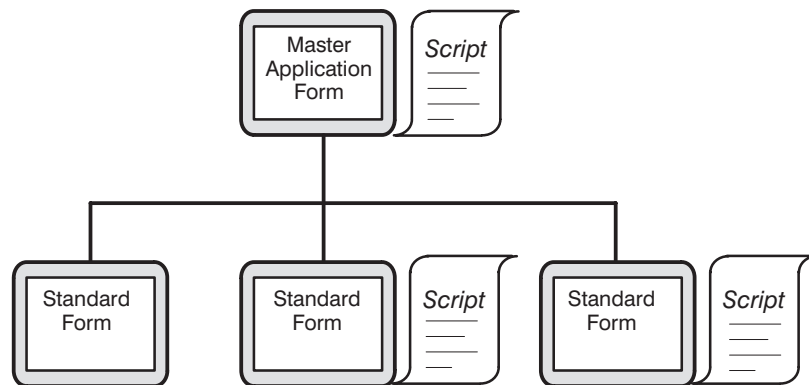 Master
Application
Form
Script
Standard
Form
Standard
Form
Script
Standard
Form
Script